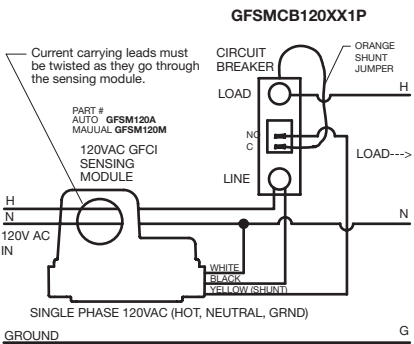 GFSMCB120XX1P
Current carrying leads must
be twisted as they go through
the sensing module.
CIRCUIT
BREAKER
ORANGE
SHUNT
JUMPER
LOAD
H
PART #
AUTO GFSM120A
MAUUAL GFSM120M
120VAC GFCI
SENSING
MODULE
NO
C
LOAD--->
LINE
H
N
N
120V AC
IN
WHITE
BLACK
YELLOW (SHUNT)
SINGLE PHASE 120VAC (HOT, NEUTRAL, GRND)
GROUND
G